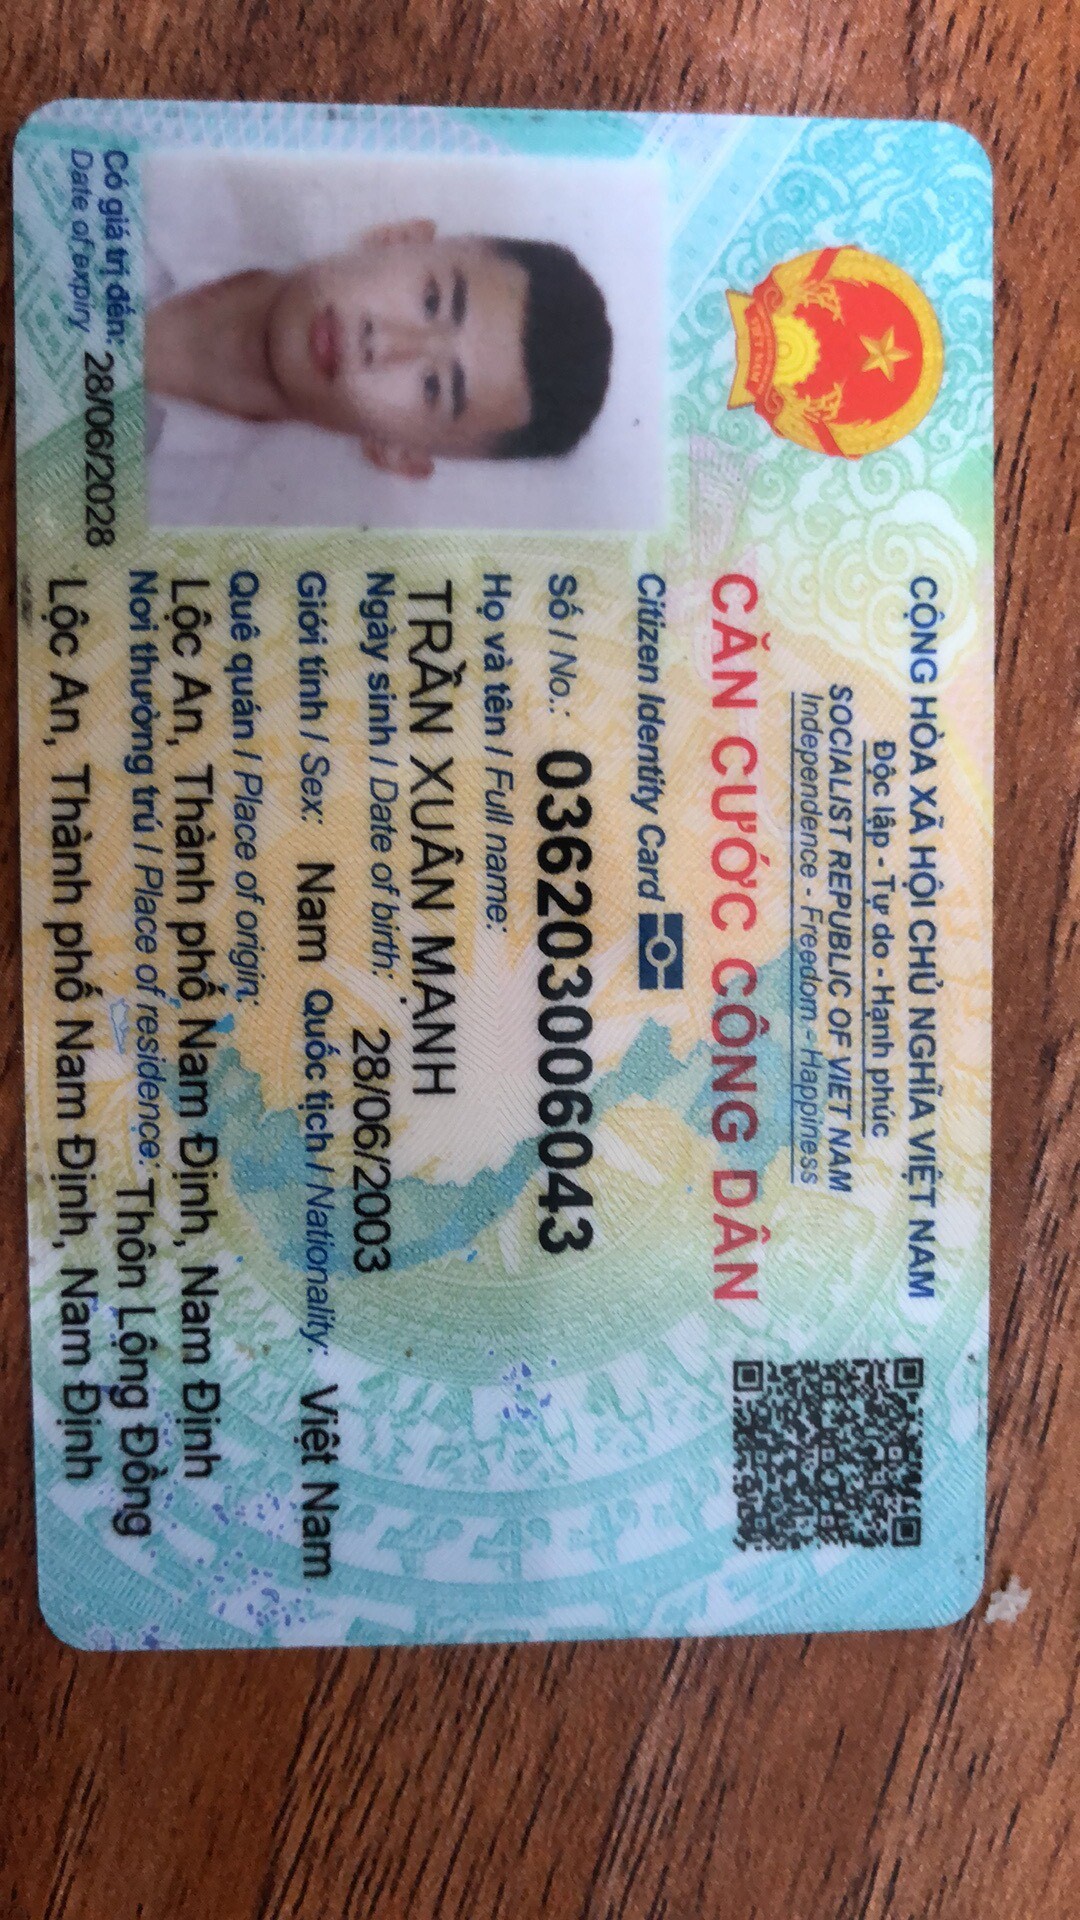 CỘNG HÒA XÃ HỘI CHỦ NGHĨA VIỆT NAM
Độc lập - Tự do - Hạnh phúc
SOCIALIST REPUBLIC OF VIET NAM
Independence - Freedom - Happiness
CĂN CƯỚC CÔNG DÂN
Citizen Identity Card
Số / No.: 036203006043
Họ và tên / Full name:
TRẦN XUÂN MẠNH
Ngày sinh / Date of birth: 28/06/2003
Giới tính / Sex: Nam Quốc tịch / Nationality: Việt Nam
Quê quán / Place of origin:
Lộc An, Thành phố Nam Định, Nam Định
Nơi thường trú / Place of residence: Thôn Lộng Đồng
Lộc An, Thành phố Nam Định, Nam Định
Có giá trị đến: 28/06/2028
Date of expiry
VIỆT NAM